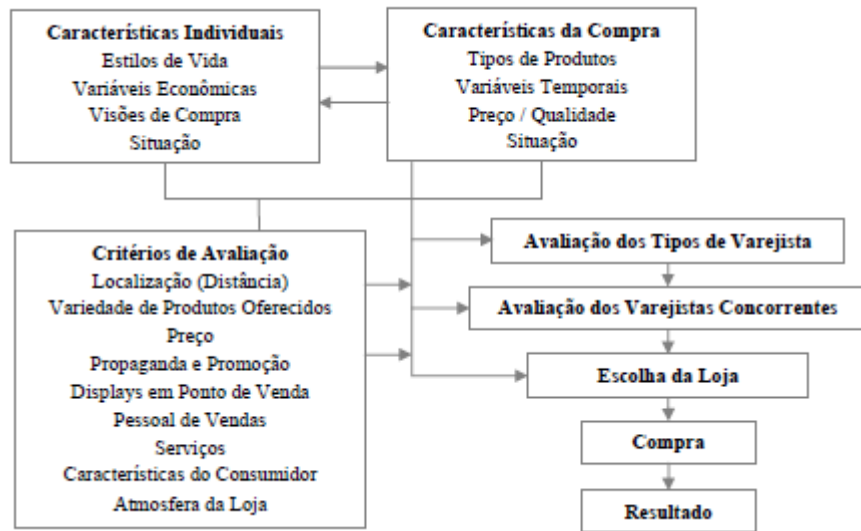 Características Individuais
Estilos de Vida
Variáveis Econômicas
Visões de Compra
Situação
Características da Compra
Tipos de Produtos
Variáveis Temporais
Preço / Qualidade
Situação
Critérios de Avaliação
Localização (Distância)
Variedade de Produtos Oferecidos
Preço
Propaganda e Promoção
Displays em Ponto de Venda
Pessoal de Vendas
Serviços
Características do Consumidor
Atmosfera da Loja
Avaliação dos Tipos de Varejista
Avaliação dos Varejistas Concorrentes
Escolha da Loja
Compra
Resultado